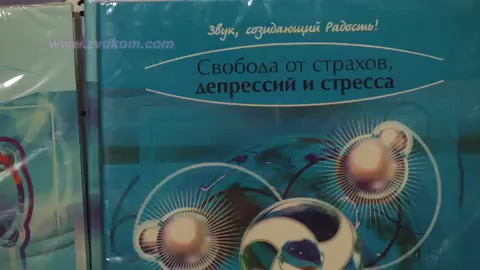 Звук, созидающий Радость!
www.zvukom.com
Свобода от страхов,
депрессий и стресса